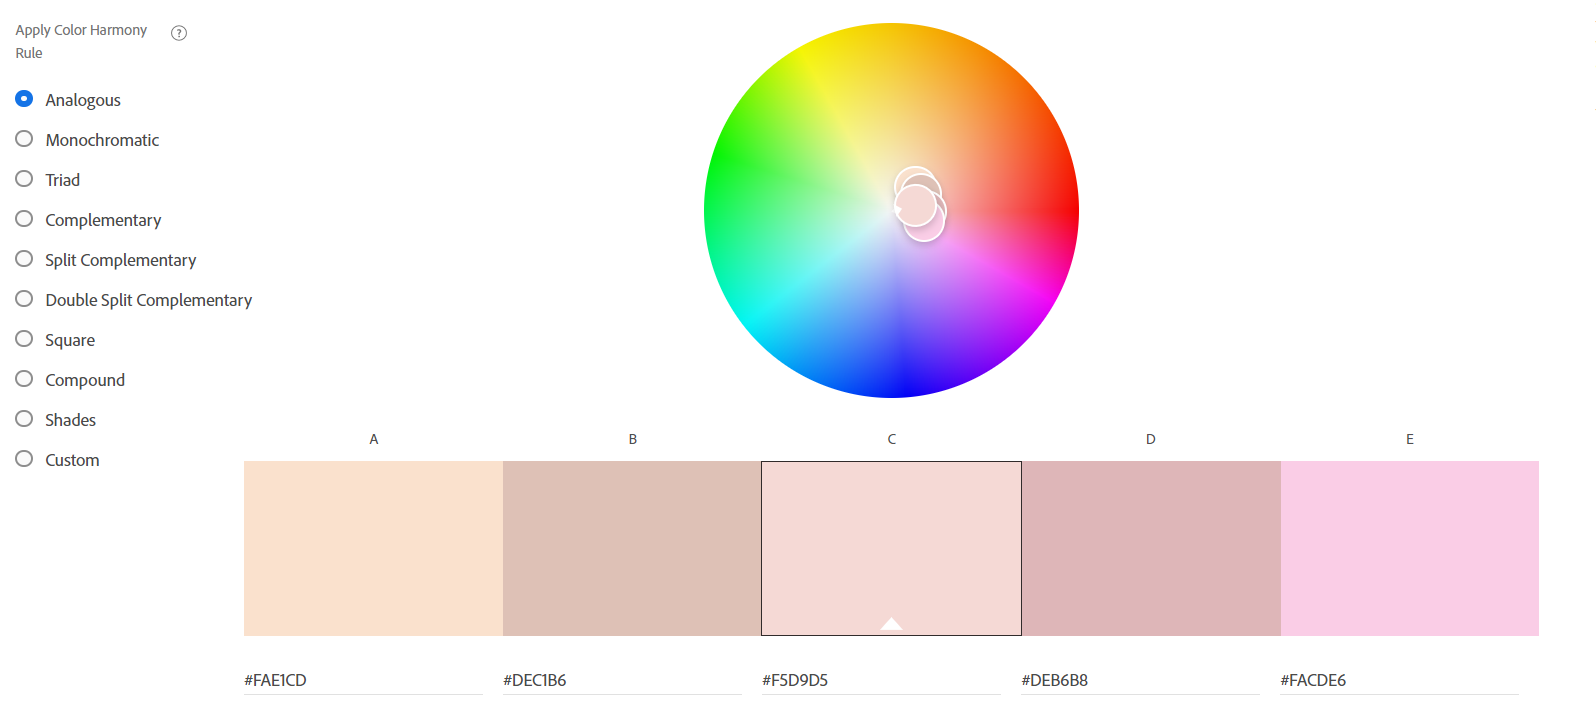 Apply Color Harmony
Rule
?
Analogous
Monochromatic
Triad
Complementary
Split Complementary
Double Split Complementary
Square
Compound
Shades
Custom
A B C D E
#FAE1CD #DEC1B6 #F5D9D5 #DEB6B8 #FACDE6